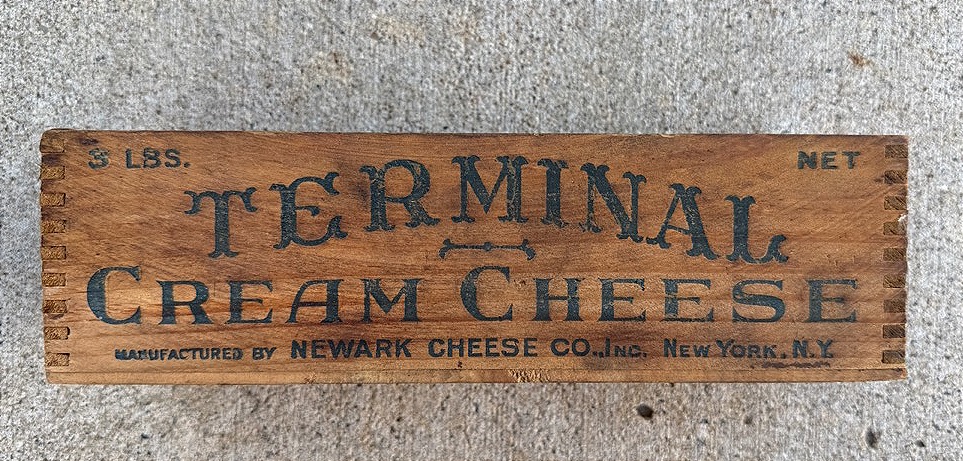 3 LBS. NET
TERMINAL
CREAM CHEESE
MANUFACTURED BY NEWARK CHEESE CO., INC. NEW YORK, N.Y.